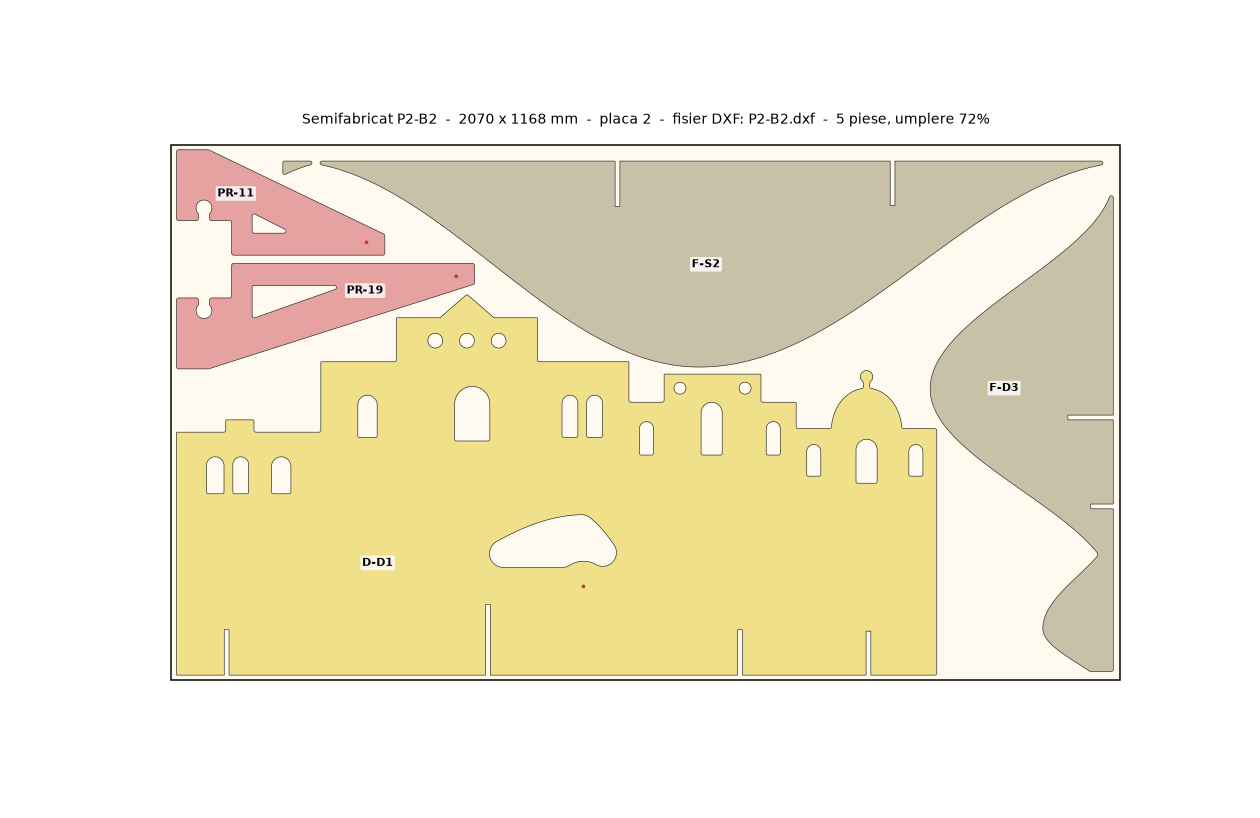 Semifabricat P2-B2 - 2070 x 1168 mm - placa 2 - fisier DXF: P2-B2.dxf - 5 piese, umplere 72%
PR-11
F-S2
PR-19
F-D3
D-D1